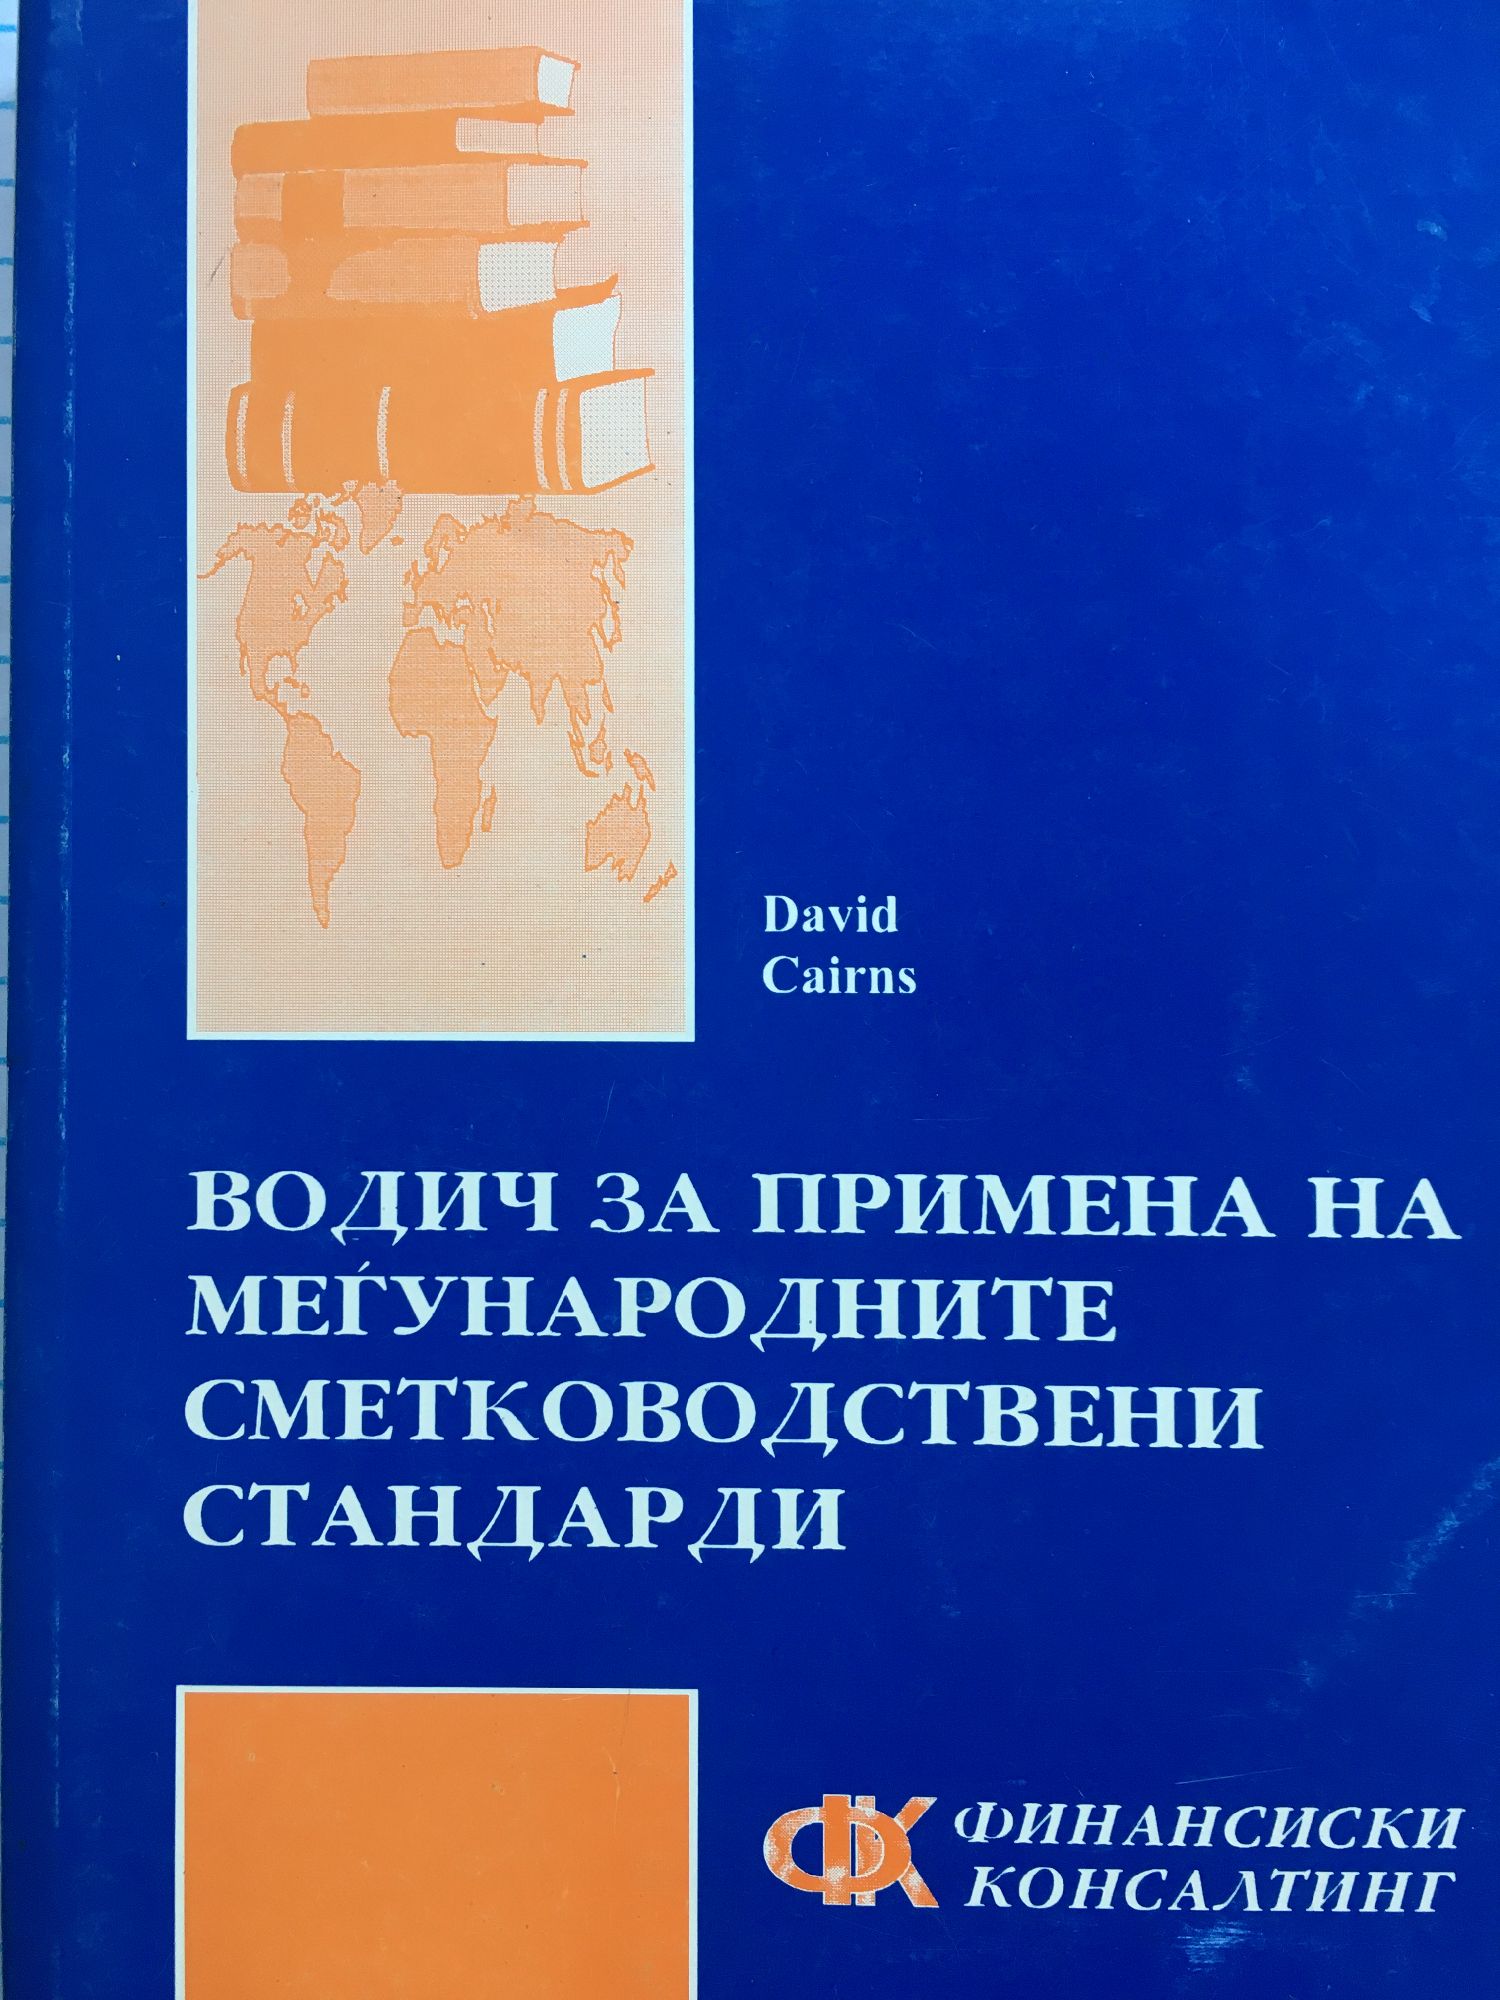 David
Cairns
ВОДИЧ ЗА ПРИМЕНА НА
МЕЃУНАРОДНИТЕ
СМЕТКОВОДСТВЕНИ
СТАНДАРДИ
ФК ФИНАНСИСКИ
КОНСАЛТИНГ